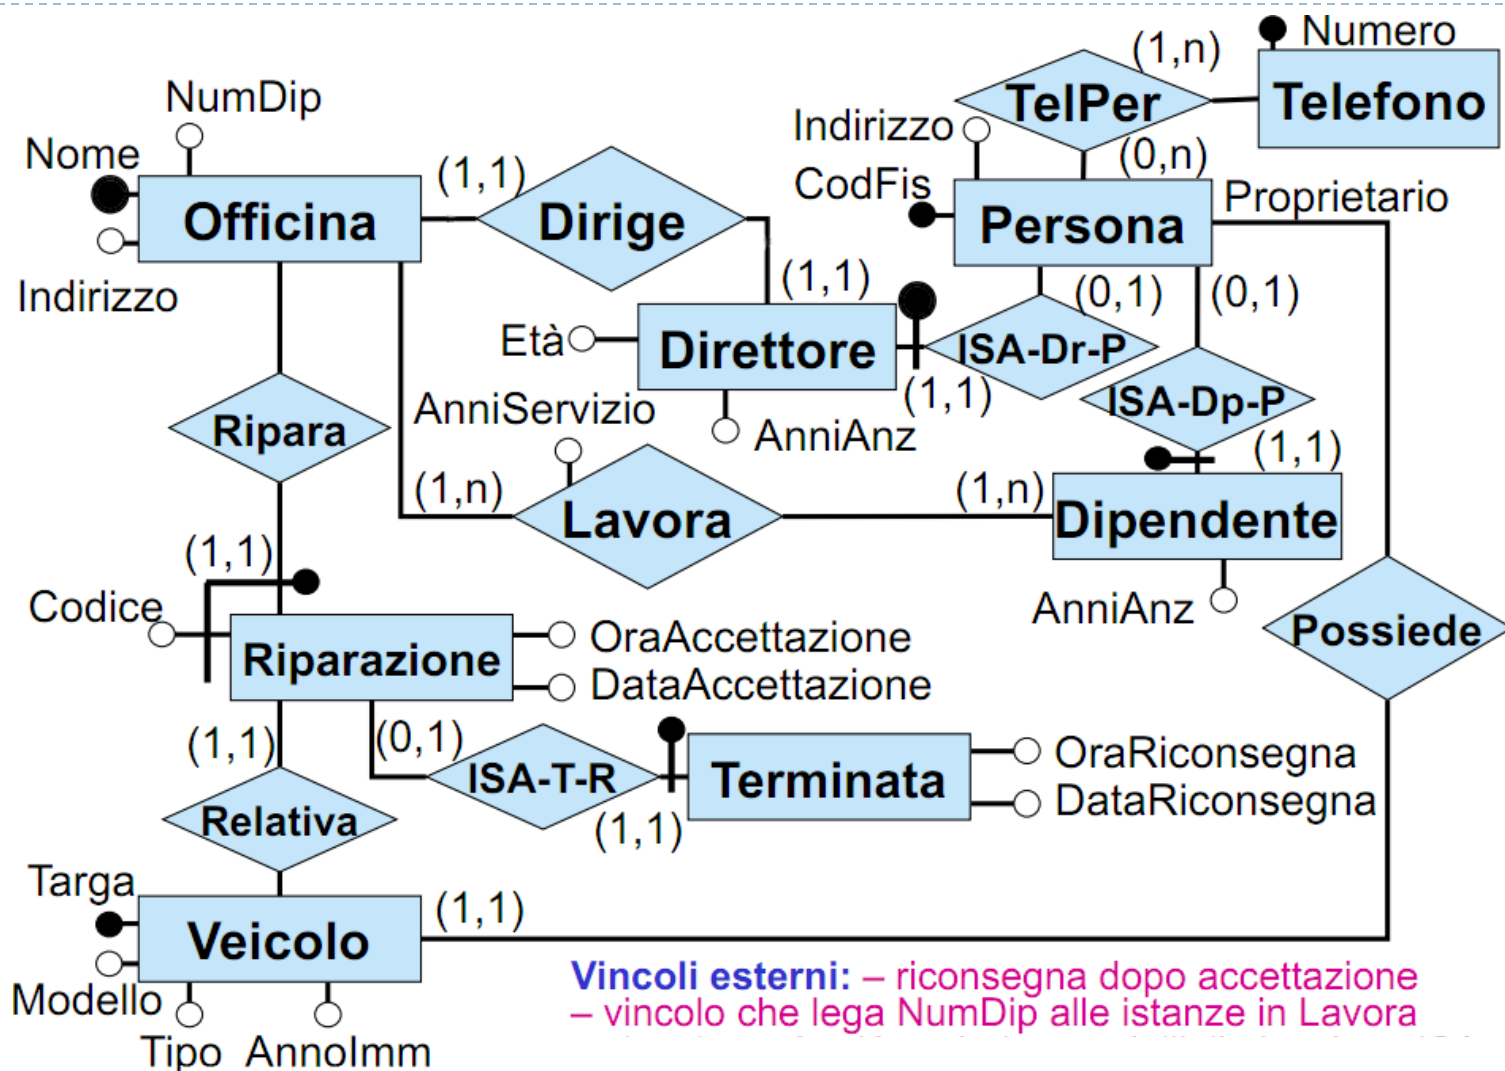 (1,n)
Numero
NumDip
TelPer
Telefono
Indirizzo
Nome
(1,1)
(0,n)
CodFis
Proprietario
Officina
Dirige
Persona
Indirizzo
(1,1)
(0,1)
(0,1)
Età
Direttore
ISA-Dr-P
(1,1)
ISA-Dp-P
AnniServizio
AnniAnz
Ripara
(1,1)
(1,n)
(1,n)
Lavora
Dipendente
(1,1)
Codice
AnniAnz
OraAccettazione
Possiede
Riparazione
DataAccettazione
(1,1)
(0,1)
OraRiconsegna
ISA-T-R
Terminata
DataRiconsegna
Relativa
(1,1)
Targa
(1,1)
Veicolo
Modello
Vincoli esterni: – riconsegna dopo accettazione
– vincolo che lega NumDip alle istanze in Lavora
Tipo
AnnoImm